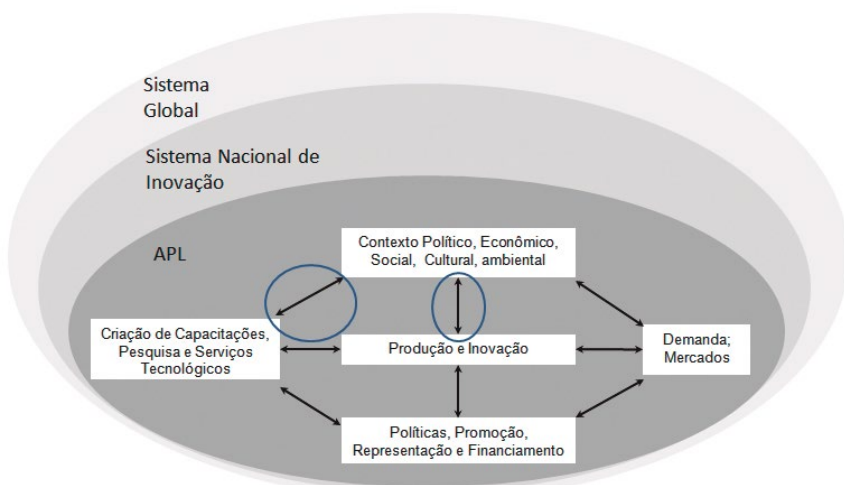 Sistema
Global
Sistema Nacional de
Inovação
APL
Contexto Político, Econômico,
Social, Cultural, ambiental
Criação de Capacitações,
Pesquisa e Serviços
Tecnológicos
Produção e Inovação
Demanda;
Mercados
Políticas, Promoção,
Representação e Financiamento